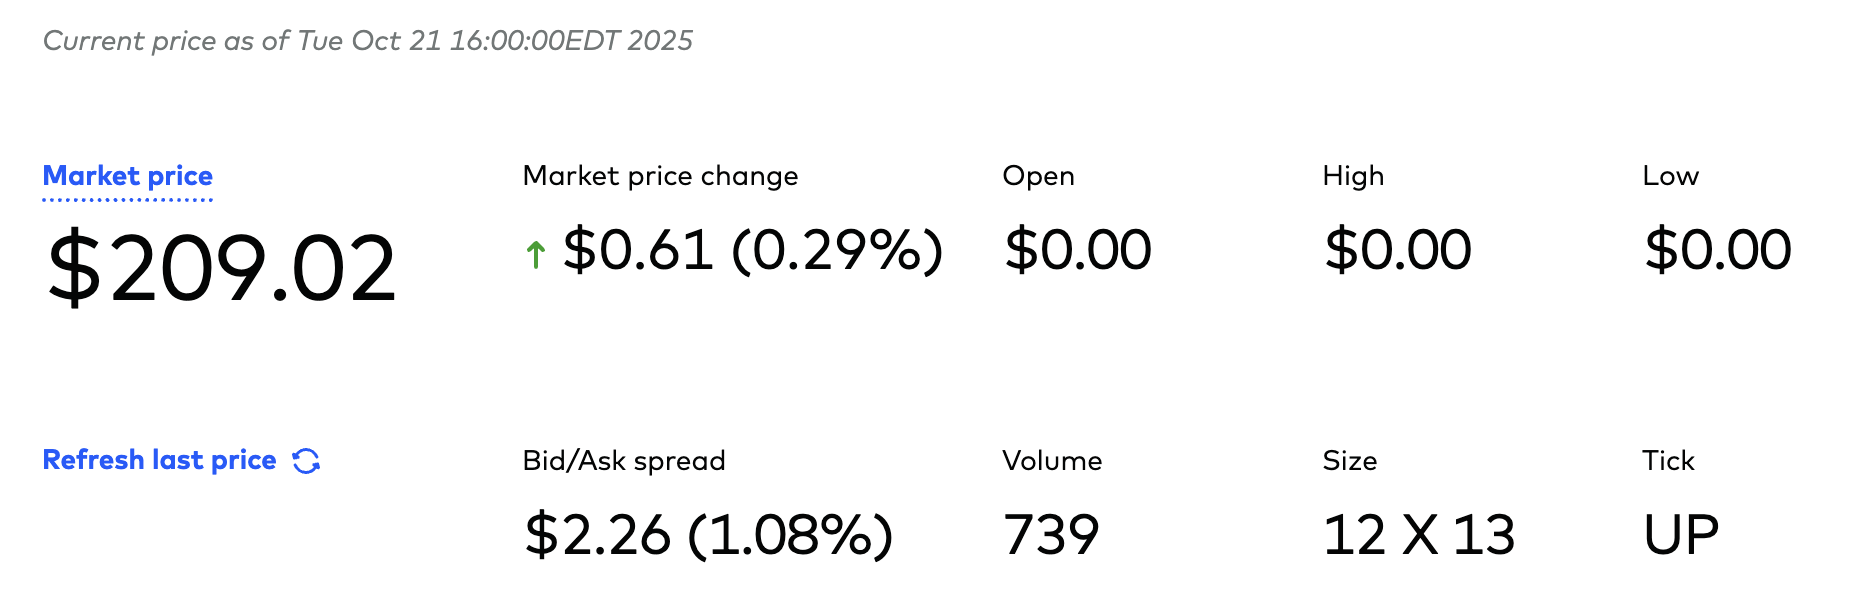 Current price as of Tue Oct 21 16:00:00EDT 2025
Market price
$209.02
Market price change
↑ $0.61 (0.29%)
Open
$0.00
High
$0.00
Low
$0.00
Refresh last price
Bid/Ask spread
$2.26 (1.08%)
Volume
739
Size
12 X 13
Tick
UP